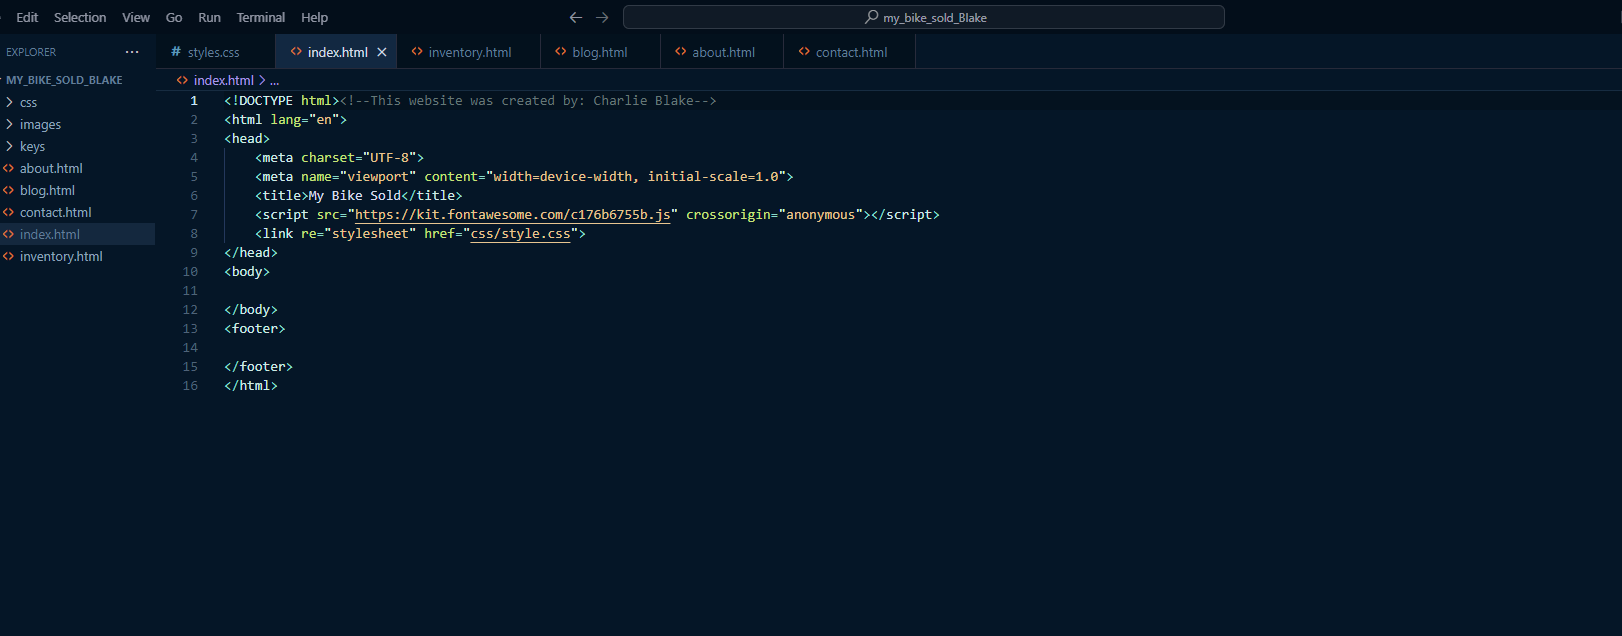 Edit Selection View Go Run Terminal Help my_bike_sold_Blake
EXPLORER ... # styles.css <> index.html × <> inventory.html <> blog.html <> about.html <> contact.html
MY_BIKE_SOLD_BLAKE
> css
> images
> keys
<> about.html
<> blog.html
<> contact.html
<> index.html
<> inventory.html
<> index.html > ...
1 <!DOCTYPE html><!--This website was created by: Charlie Blake-->
2 <html lang="en">
3 <head>
4     <meta charset="UTF-8">
5     <meta name="viewport" content="width=device-width, initial-scale=1.0">
6     <title>My Bike Sold</title>
7     <script src="https://kit.fontawesome.com/c176b6755b.js" crossorigin="anonymous"></script>
8     <link re="stylesheet" href="css/style.css">
9 </head>
10 <body>
11
12 </body>
13 <footer>
14
15 </footer>
16 </html>